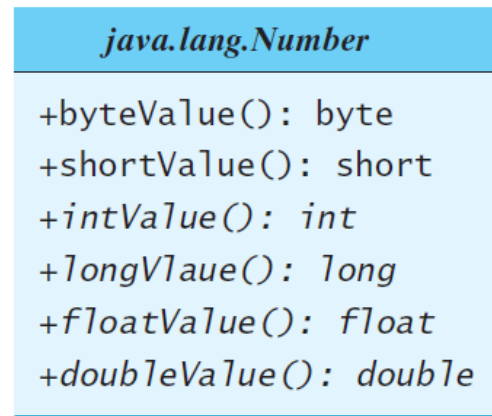 java.lang.Number
+byteValue(): byte
+shortValue(): short
+intValue(): int
+longVlaue(): long
+floatValue(): float
+doubleValue(): double